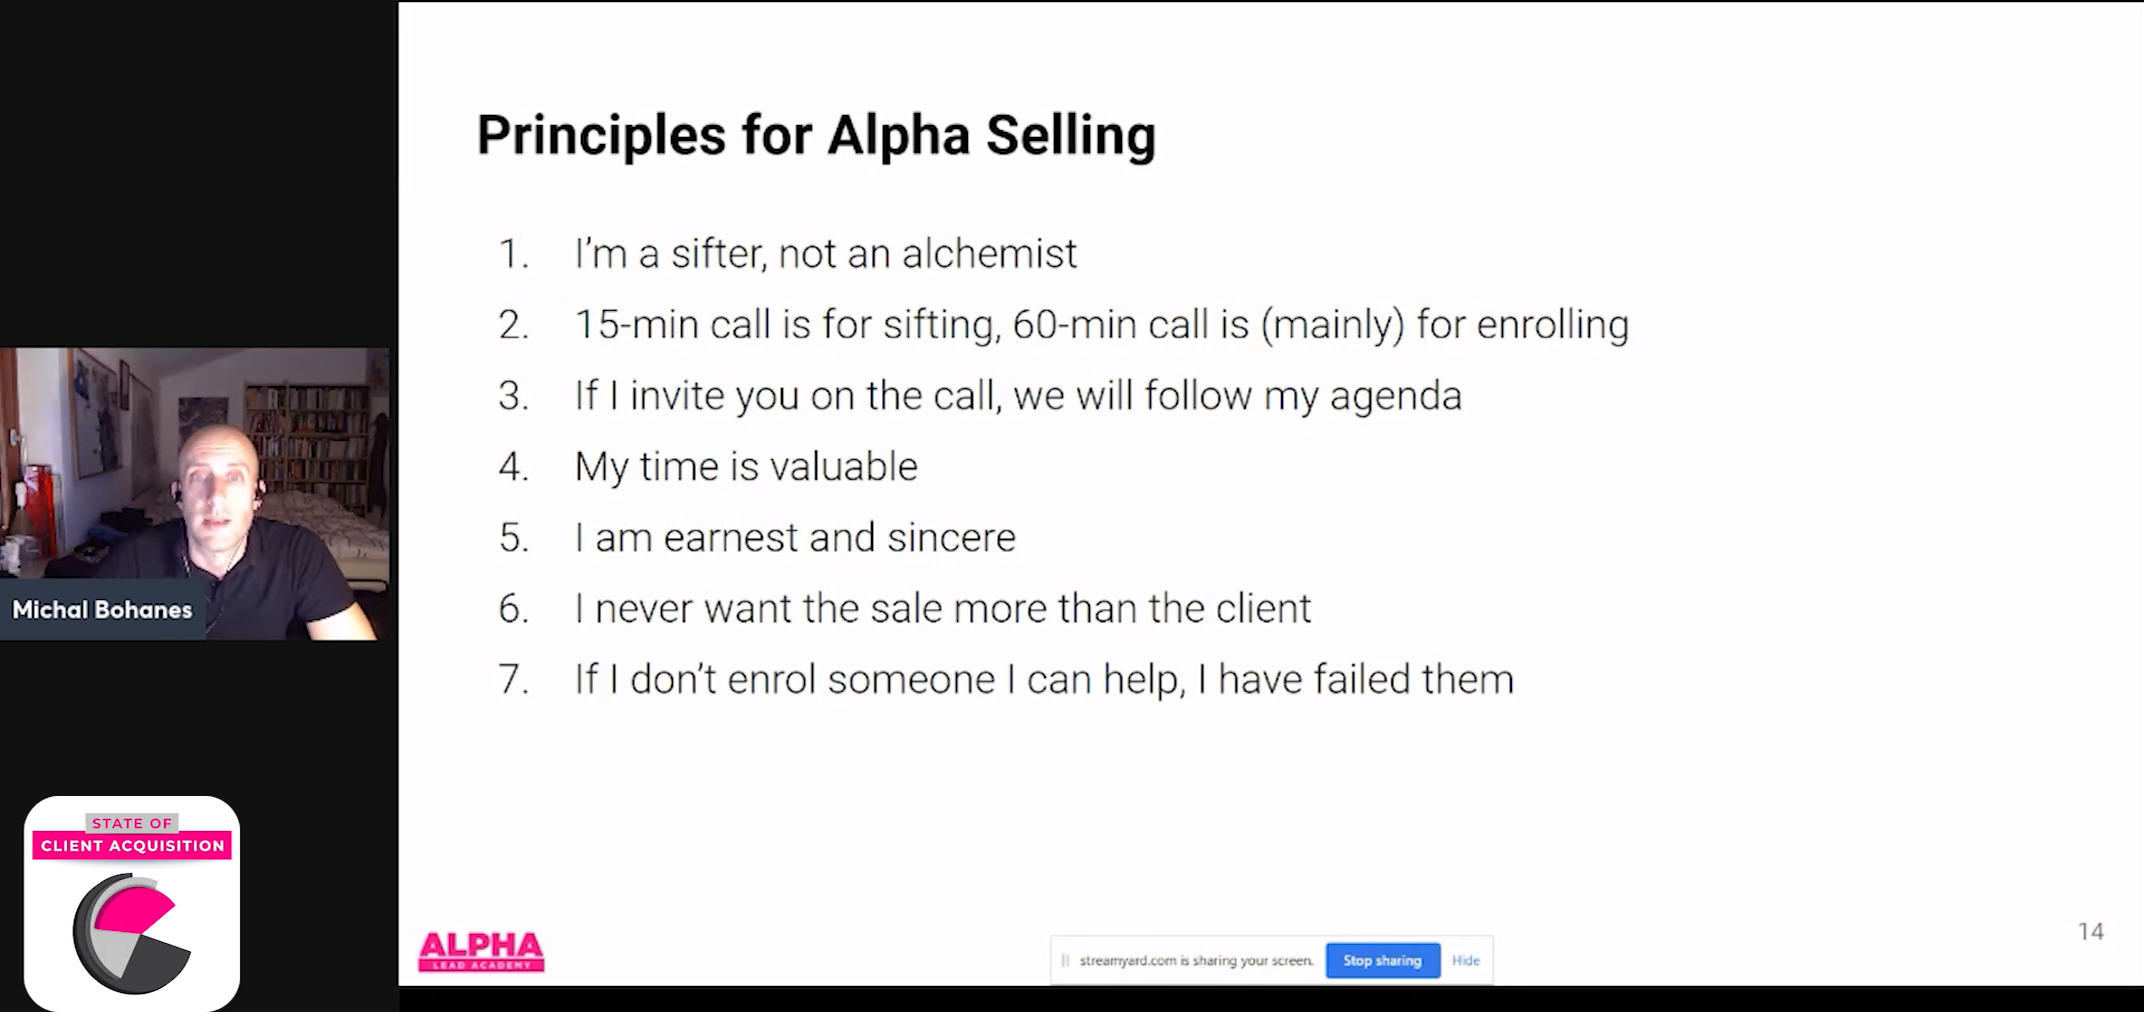 Principles for Alpha Selling
1. I'm a sifter, not an alchemist
2. 15-min call is for sifting, 60-min call is (mainly) for enrolling
3. If I invite you on the call, we will follow my agenda
4. My time is valuable
5. I am earnest and sincere
6. I never want the sale more than the client
7. If I don't enrol someone I can help, I have failed them
Michal Bohanes
STATE OF
CLIENT ACQUISITION
ALPHA
LEAD ACADEMY
streamyard.com is sharing your screen. Stop sharing Hide
14